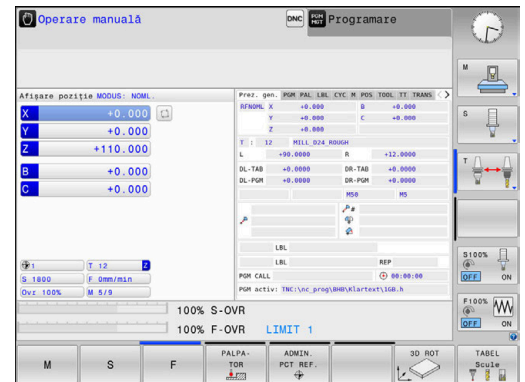 Operare manuală
DNC
PGM MGT
Programare
Afişare poziţie MODUS: NOML.
X +0.000
Y +0.000
Z +110.000
B +0.000
C +0.000
1 T 12 Z
S 1800 F 0mm/min
Ovr 100% M 5/9
Prez. gen. PGM PAL LBL CYC M POS TOOL TT TRANS
RFNOML X +0.000 B +0.000
Y +0.000 C +0.000
Z +0.000
T : 12 MILL_D24_ROUGH
L +90.0000 R +12.0000
DL-TAB +0.0000 DR-TAB +0.0000
DL-PGM +0.0000 DR-PGM +0.0000
M50 M5
P#
LBL
LBL REP
PGM CALL 00:00:00
PGM activ: TNC:\nc_prog\BHB\Klartext\1GB.h
100% S-OVR
100% F-OVR LIMIT 1
M
S
T
S100%
OFF ON
F100%
OFF ON
M
S
F
PALPA-
TOR
ADMIN.
PCT REF.
3D ROT
TABEL
Scule